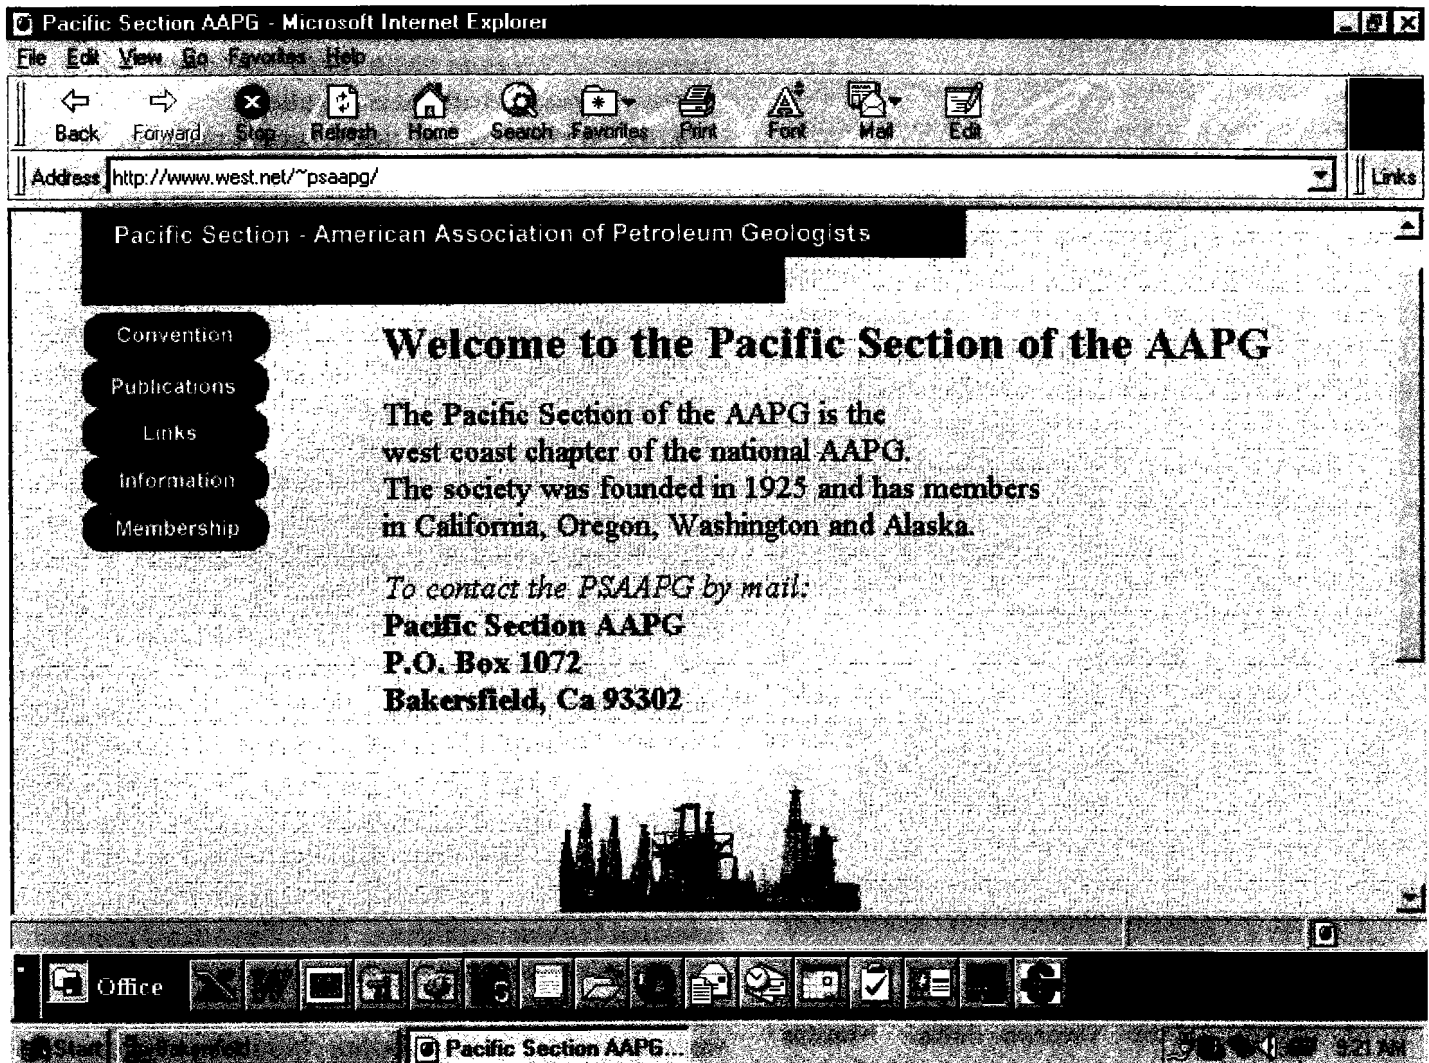 Pacific Section AAPG - Microsoft Internet Explorer
File Edit View Go Favorites Help
Back Forward Stop Refresh Home Search Favorites Print Font Mail Edit
Address http://www.west.net/~psaapg/ Links
Pacific Section - American Association of Petroleum Geologists
Convention
Publications
Links
Information
Membership
Welcome to the Pacific Section of the AAPG
The Pacific Section of the AAPG is the
west coast chapter of the national AAPG.
The society was founded in 1925 and has members
in California, Oregon, Washington and Alaska.
To contact the PSAAPG by mail:
Pacific Section AAPG
P.O. Box 1072
Bakersfield, Ca 93302
Office
Start Pacific Section AAPG... 9:21 AM